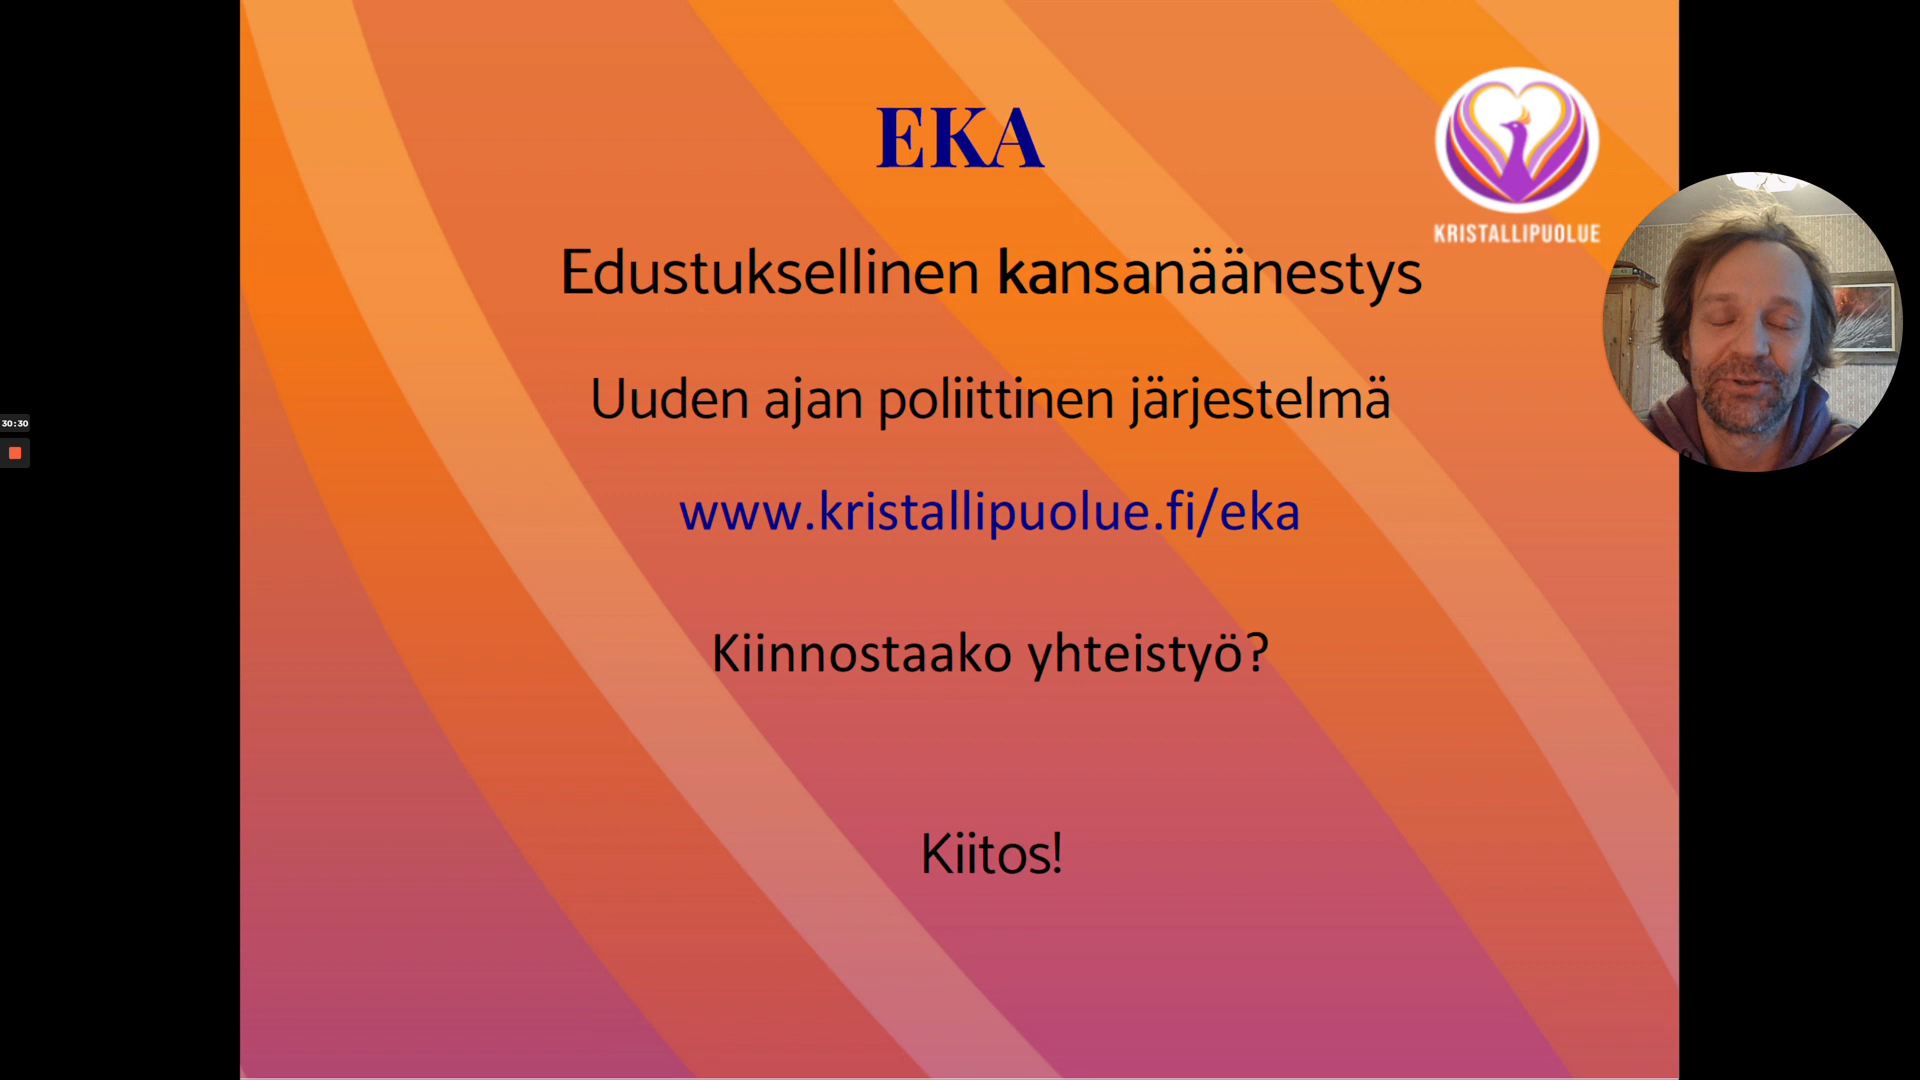 EKA
KRISTALLIPUOLUE
Edustuksellinen kansanäänestys
Uuden ajan poliittinen järjestelmä
30:30
www.kristallipuolue.fi/eka
Kiinnostaako yhteistyö?
Kiitos!